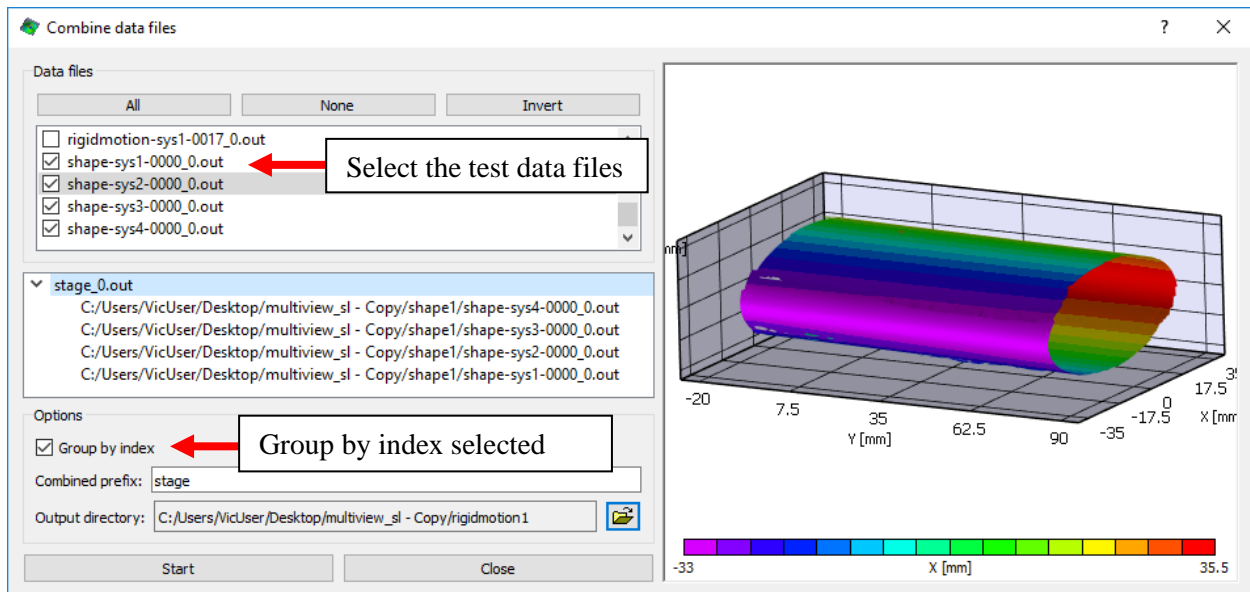 Combine data files
?
Data files
All
None
Invert
rigidmotion-sys1-0017_0.out
shape-sys1-0000_0.out
shape-sys2-0000_0.out
shape-sys3-0000_0.out
shape-sys4-0000_0.out
Select the test data files
stage_0.out
C:/Users/VicUser/Desktop/multiview_sl - Copy/shape1/shape-sys4-0000_0.out
C:/Users/VicUser/Desktop/multiview_sl - Copy/shape1/shape-sys3-0000_0.out
C:/Users/VicUser/Desktop/multiview_sl - Copy/shape1/shape-sys2-0000_0.out
C:/Users/VicUser/Desktop/multiview_sl - Copy/shape1/shape-sys1-0000_0.out
Options
Group by index
Group by index selected
Combined prefix: stage
Output directory: C:/Users/VicUser/Desktop/multiview_sl - Copy/rigidmotion1
Start
Close
nm]
-20
7.5
35
62.5
90
Y [mm]
-35
-17.5
0
17.5
3
X [mm
-33
X [mm]
35.5